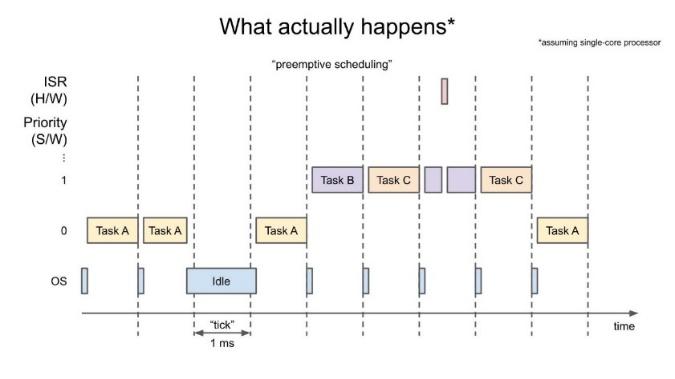 What actually happens*
*assuming single-core processor
“preemptive scheduling”
ISR
(H/W)
Priority
(S/W)
⋮
1
Task B
Task C
Task C
0
Task A
Task A
Task A
Task A
OS
Idle
time
“tick”
1 ms